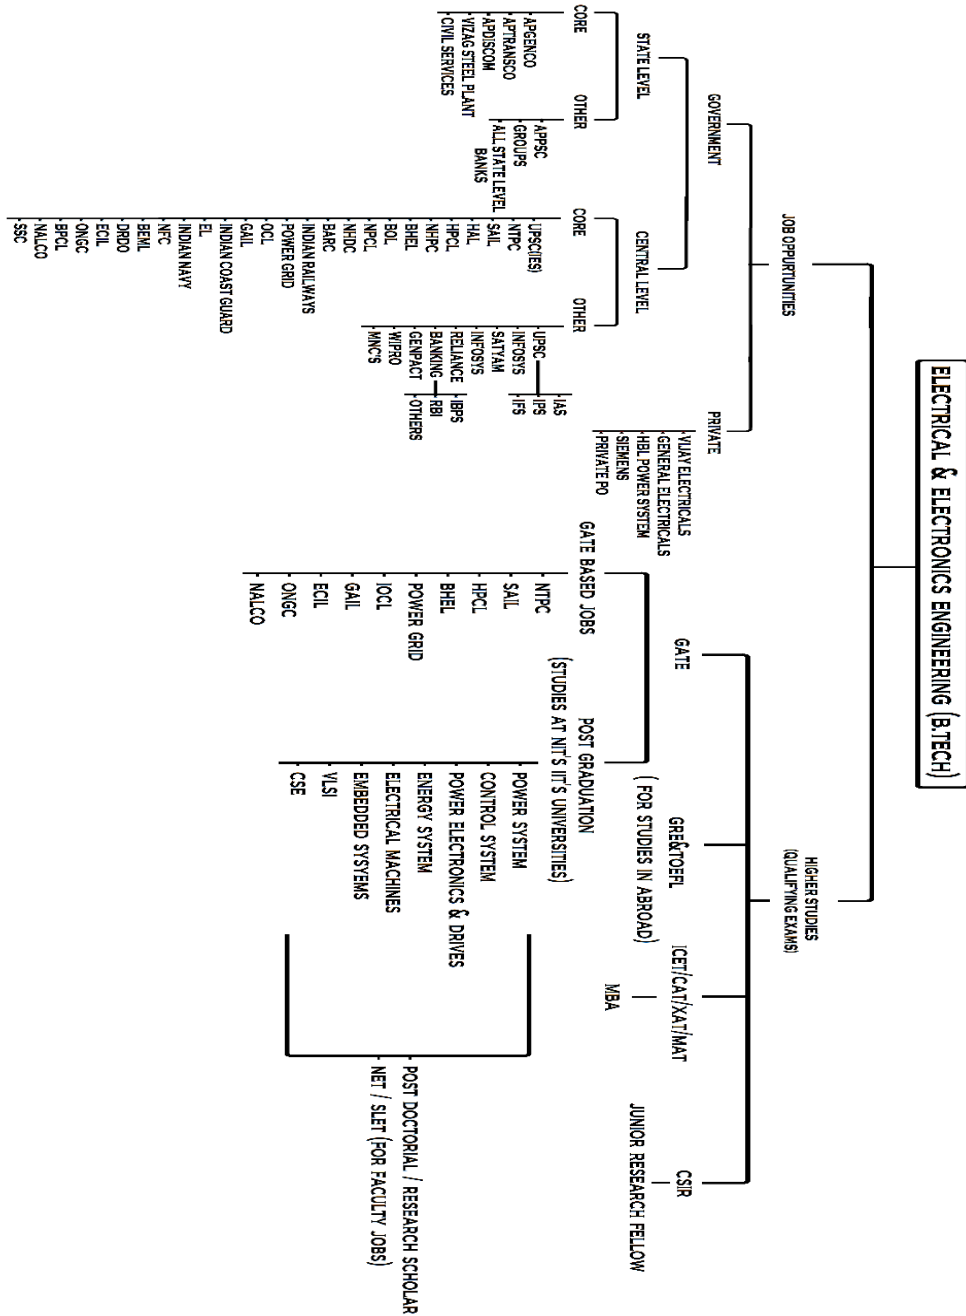 ELECTRICAL & ELECTRONICS ENGINEERING (B.TECH)
JOB OPPURTUNITIES
GOVERNMENT
STATE LEVEL
CORE
APGENCO
APTRANSCO
APDISCOM
VIZAG STEEL PLANT
CIVIL SERVICES
OTHER
APPSC
GROUPS
ALL STATE LEVEL
BANKS
CENTRAL LEVEL
CORE
UPSC(IES)
NTPC
SAIL
HAL
HPCL
NHPC
BHEL
BOL
NPCL
NHDC
BARC
INDIAN RAILWAYS
POWER GRID
OCL
GAIL
INDIAN COAST GUARD
EL
INDIAN NAVY
NFC
BEML
DRDO
ECIL
ONGC
BPCL
NALCO
SSC
OTHER
UPSC
IAS
IPS
IFS
INFOSYS
SATYAM
INFOSYS
RELIANCE
BANKING
IBPS
RBI
OTHERS
GENPACT
WIPRO
MNC'S
PRIVATE
VIJAY ELECTRICALS
GENERAL ELECTRICALS
HBL POWER SYSTEM
SIEMENS
PRIVATE PO
HIGHER STUDIES
(QUALIFYING EXAMS)
GATE
GATE BASED JOBS
NTPC
SAIL
HPCL
BHEL
POWER GRID
IOCL
GAIL
ECIL
ONGC
NALCO
POST GRADUATION
(STUDIES AT NIT'S IIT'S UNIVERSITIES)
POWER SYSTEM
CONTROL SYSTEM
POWER ELECTRONICS & DRIVES
ENERGY SYSTEM
ELECTRICAL MACHINES
EMBEDDED SYSYEMS
VLSI
CSE
POST DOCTORIAL / RESEARCH SCHOLAR
NET / SLET (FOR FACULTY JOBS)
GRE&TOEFL
(FOR STUDIES IN ABROAD)
ICET/CAT/XAT/MAT
MBA
CSIR
JUNIOR RESEARCH FELLOW